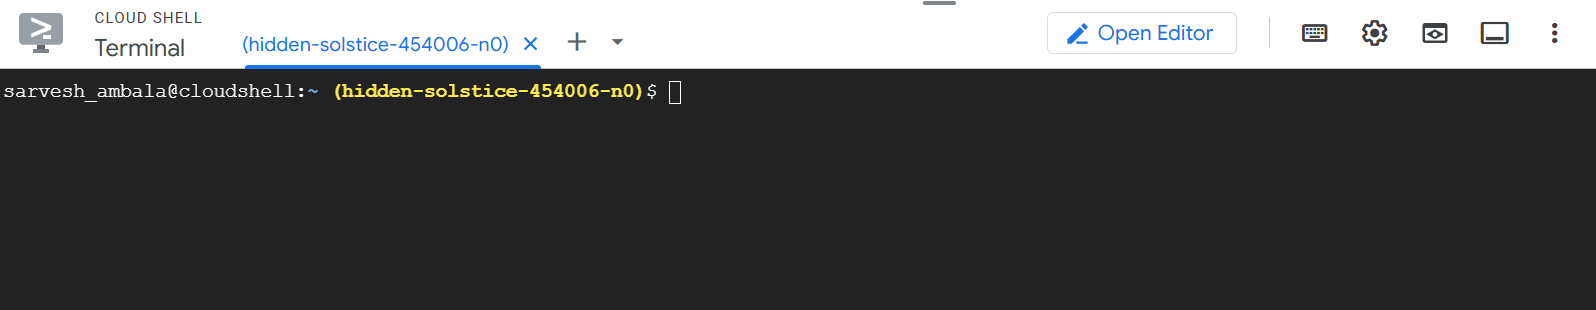 CLOUD SHELL
Terminal
(hidden-solstice-454006-n0)
Open Editor
sarvesh_ambala@cloudshell:~ (hidden-solstice-454006-n0)$